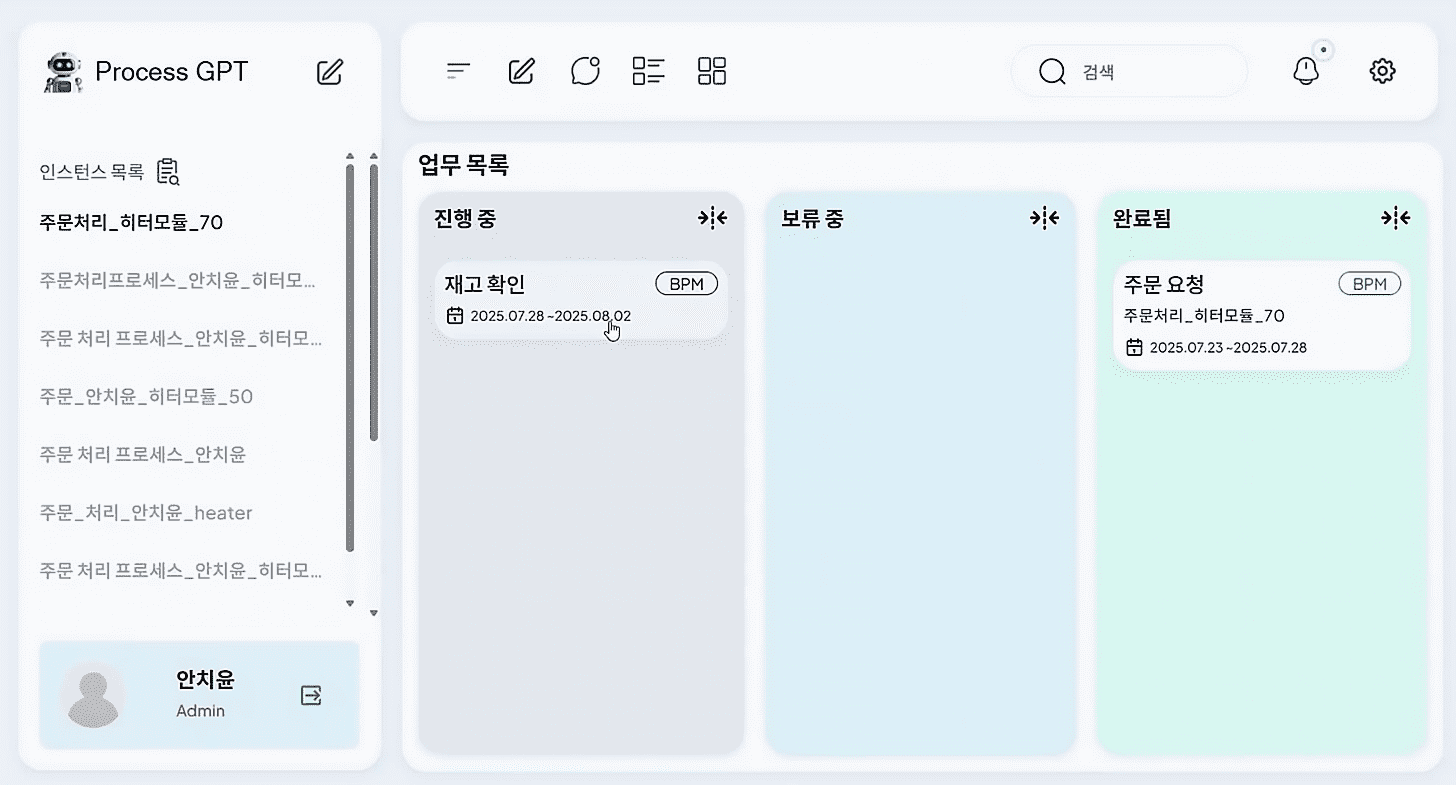 Process GPT
인스턴스 목록
주문처리_히터모듈_70
주문처리프로세스_안치윤_히터모...
주문 처리 프로세스_안치윤_히터모...
주문_안치윤_히터모듈_50
주문 처리 프로세스_안치윤
주문_처리_안치윤_heater
주문 처리 프로세스_안치윤_히터모...
안치윤
Admin
검색
업무 목록
진행 중
재고 확인 BPM
2025.07.28 ~2025.08.02
보류 중
완료됨
주문 요청 BPM
주문처리_히터모듈_70
2025.07.23 ~2025.07.28